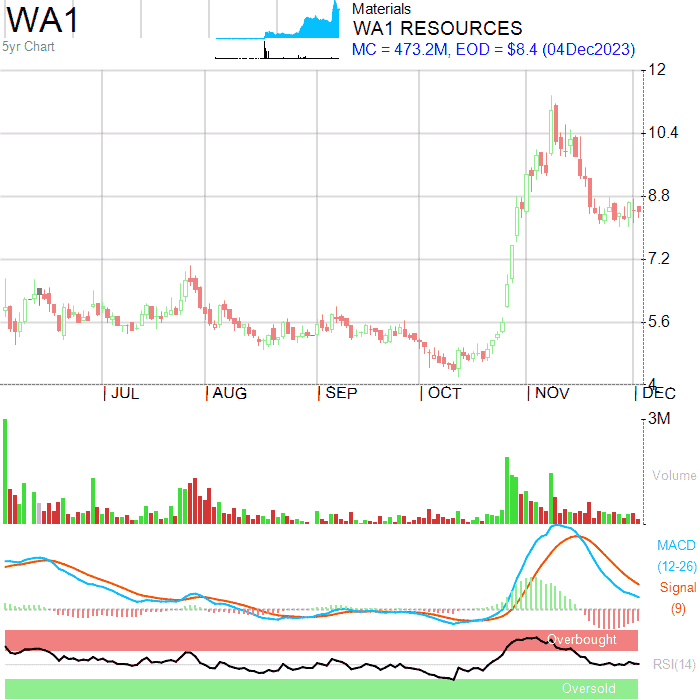 WA1
5yr Chart
Materials
WA1 RESOURCES
MC = 473.2M, EOD = $8.4 (04Dec2023)
12
10.4
8.8
7.2
5.6
4
JUL AUG SEP OCT NOV DEC
3M
Volume
MACD
(12-26)
Signal
(9)
Overbought
RSI(14)
Oversold